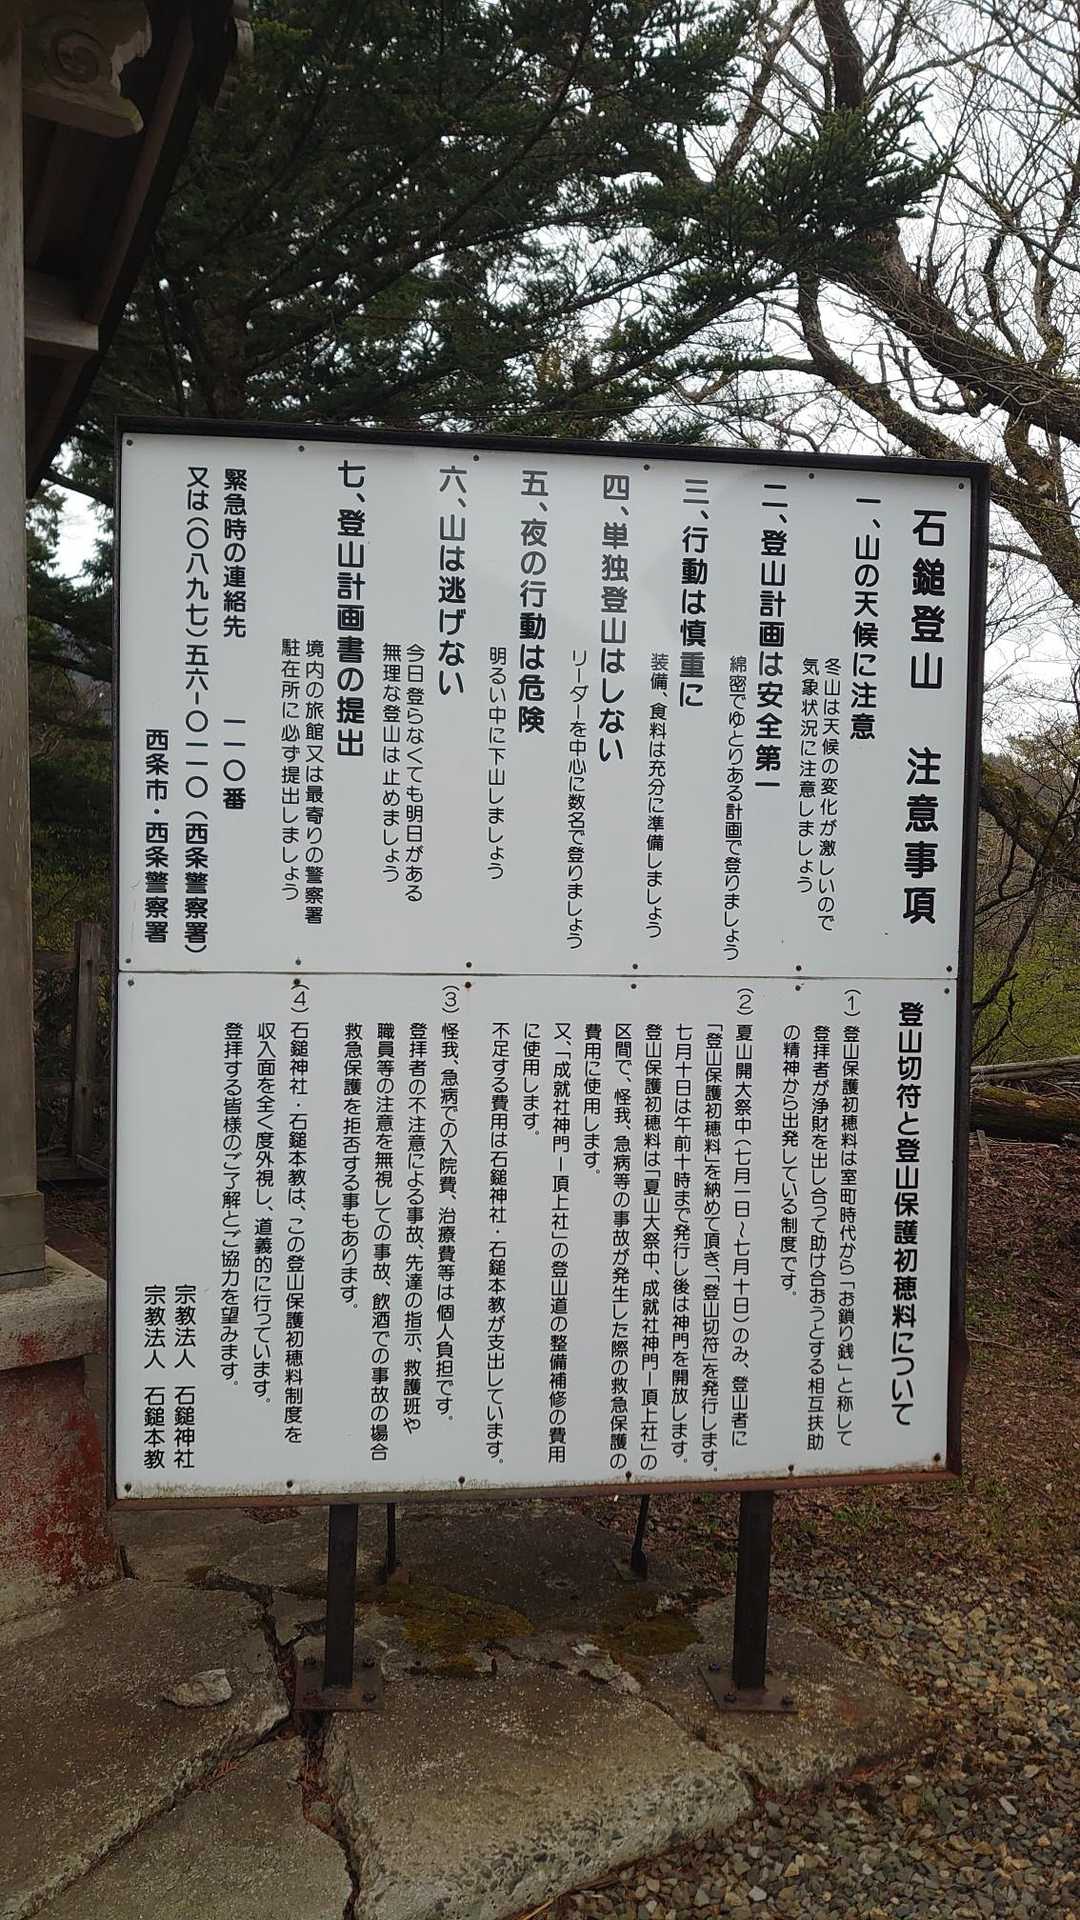 石鎚登山　注意事項
一、山の天候に注意
冬山は天候の変化が激しいので
気象状況に注意しましょう
二、登山計画は安全第一
綿密でゆとりある計画で登りましょう
三、行動は慎重に
装備、食料は充分に準備しましょう
四、単独登山はしない
リーダーを中心に数名で登りましょう
五、夜の行動は危険
明るい中に下山しましょう
六、山は逃げない
今日登らなくても明日がある
無理な登山は止めましょう
七、登山計画書の提出
境内の旅館又は最寄りの警察署
駐在所に必ず提出しましょう
緊急時の連絡先　一一〇番
又は(〇八九七)五六-〇一一〇(西条警察署)
西条市・西条警察署
登山切符と登山保護初穂料について
(1)登山保護初穂料は室町時代から「お鎖り銭」と称して
登拝者が浄財を出し合って助け合おうとする相互扶助
の精神から出発している制度です。
(2)夏山開大祭中(七月一日～七月十日)のみ、登山者に
「登山保護初穂料」を納めて頂き、「登山切符」を発行します。
七月十日は午前十時まで発行し後は神門を開放します。
登山保護初穂料は「夏山大祭中、成就社神門ー頂上社」の
区間で、怪我、急病等の事故が発生した際の救急保護の
費用に使用します。
又、「成就社神門ー頂上社」の登山道の整備補修の費用
に使用します。
不足する費用は石鎚神社・石鎚本教が支出しています。
(3)怪我、急病での入院費、治療費等は個人負担です。
登拝者の不注意による事故、先達の指示、救護班や
職員等の注意を無視しての事故、飲酒での事故の場合
救急保護を拒否する事もあります。
(4)石鎚神社・石鎚本教は、この登山保護初穂料制度を
収入面を全く度外視し、道義的に行っています。
登拝する皆様のご了解とご協力を望みます。
宗教法人　石鎚神社
宗教法人　石鎚本教